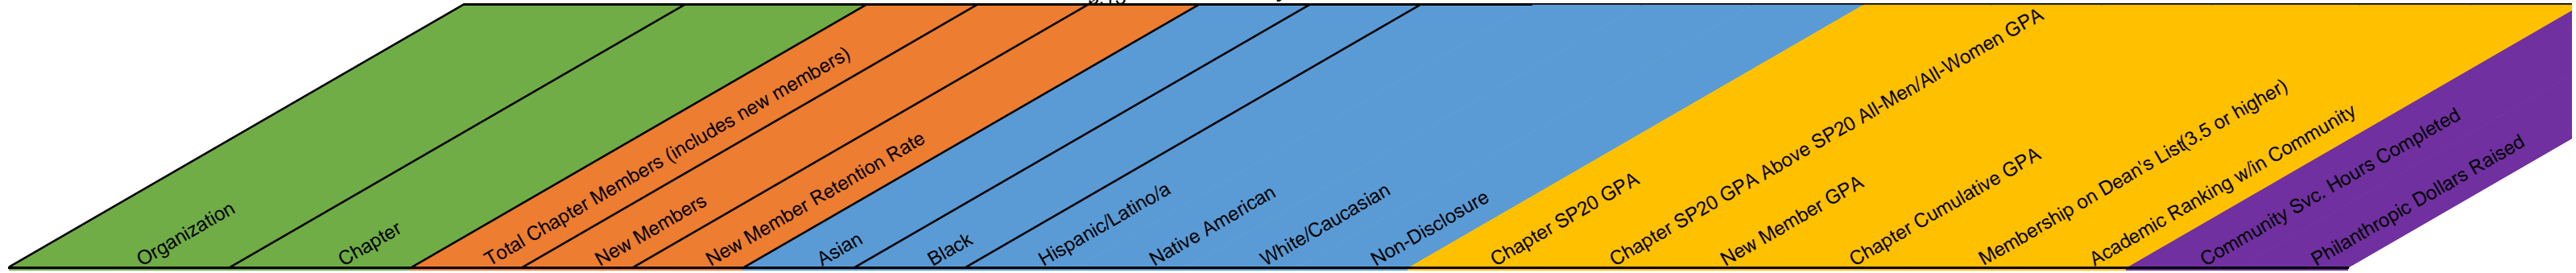 Organization
Chapter
Total Chapter Members (includes new members)
New Members
New Member Retention Rate
Asian
Black
Hispanic/Latino/a
Native American
White/Caucasian
Non-Disclosure
Chapter SP20 GPA
Chapter SP20 GPA Above SP20 All-Men/All-Women GPA
New Member GPA
Chapter Cumulative GPA
Membership on Dean's List(3.5 or higher)
Academic Ranking w/in Community
Community Svc. Hours Completed
Philanthropic Dollars Raised